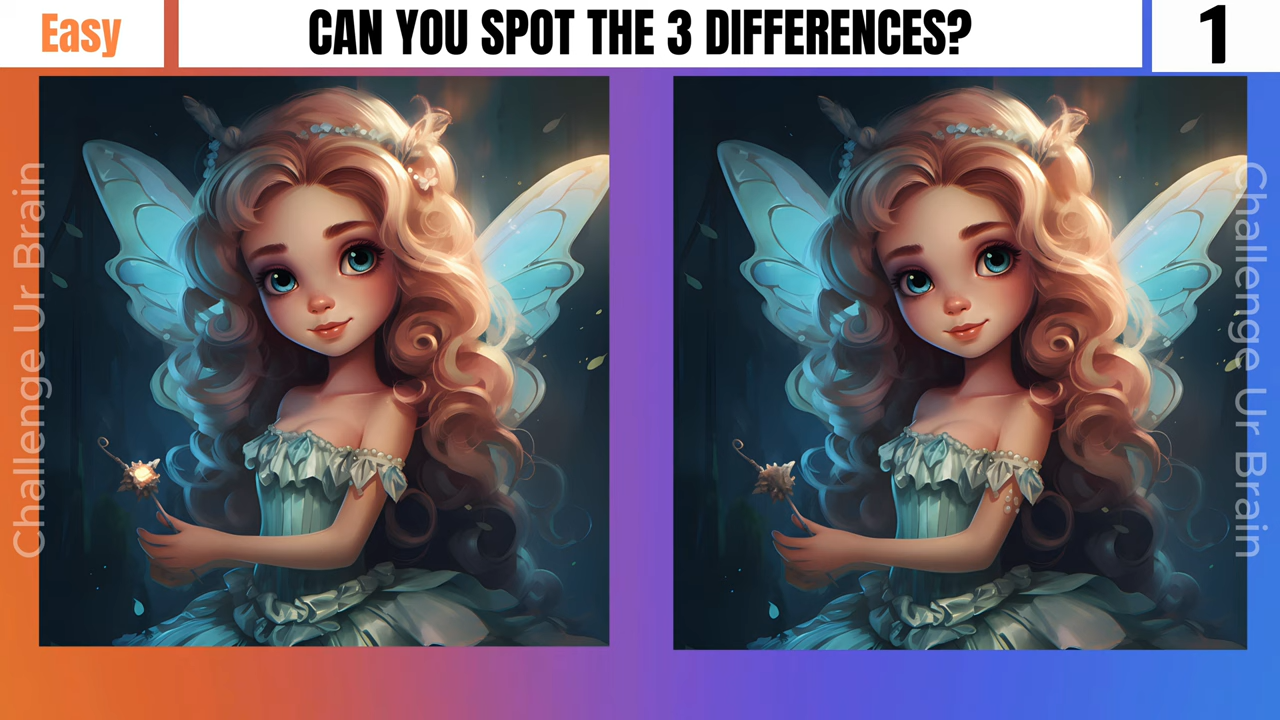 Easy
CAN YOU SPOT THE 3 DIFFERENCES?
1
Challenge Ur Brain
Challenge Ur Brain